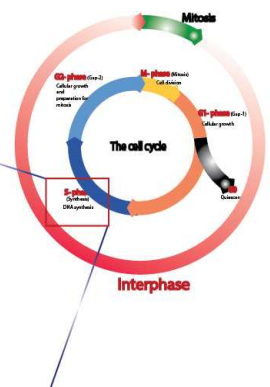 Mitosis
G2- phase (Gap-2)
Cellular growth
and
preparation for
mitosis
M- phase (Mitosis)
Cell division
G1- phase (Gap-1)
Cellular growth
The cell cycle
S-phase
(Synthesis)
DNA synthesis
G0
Interphase